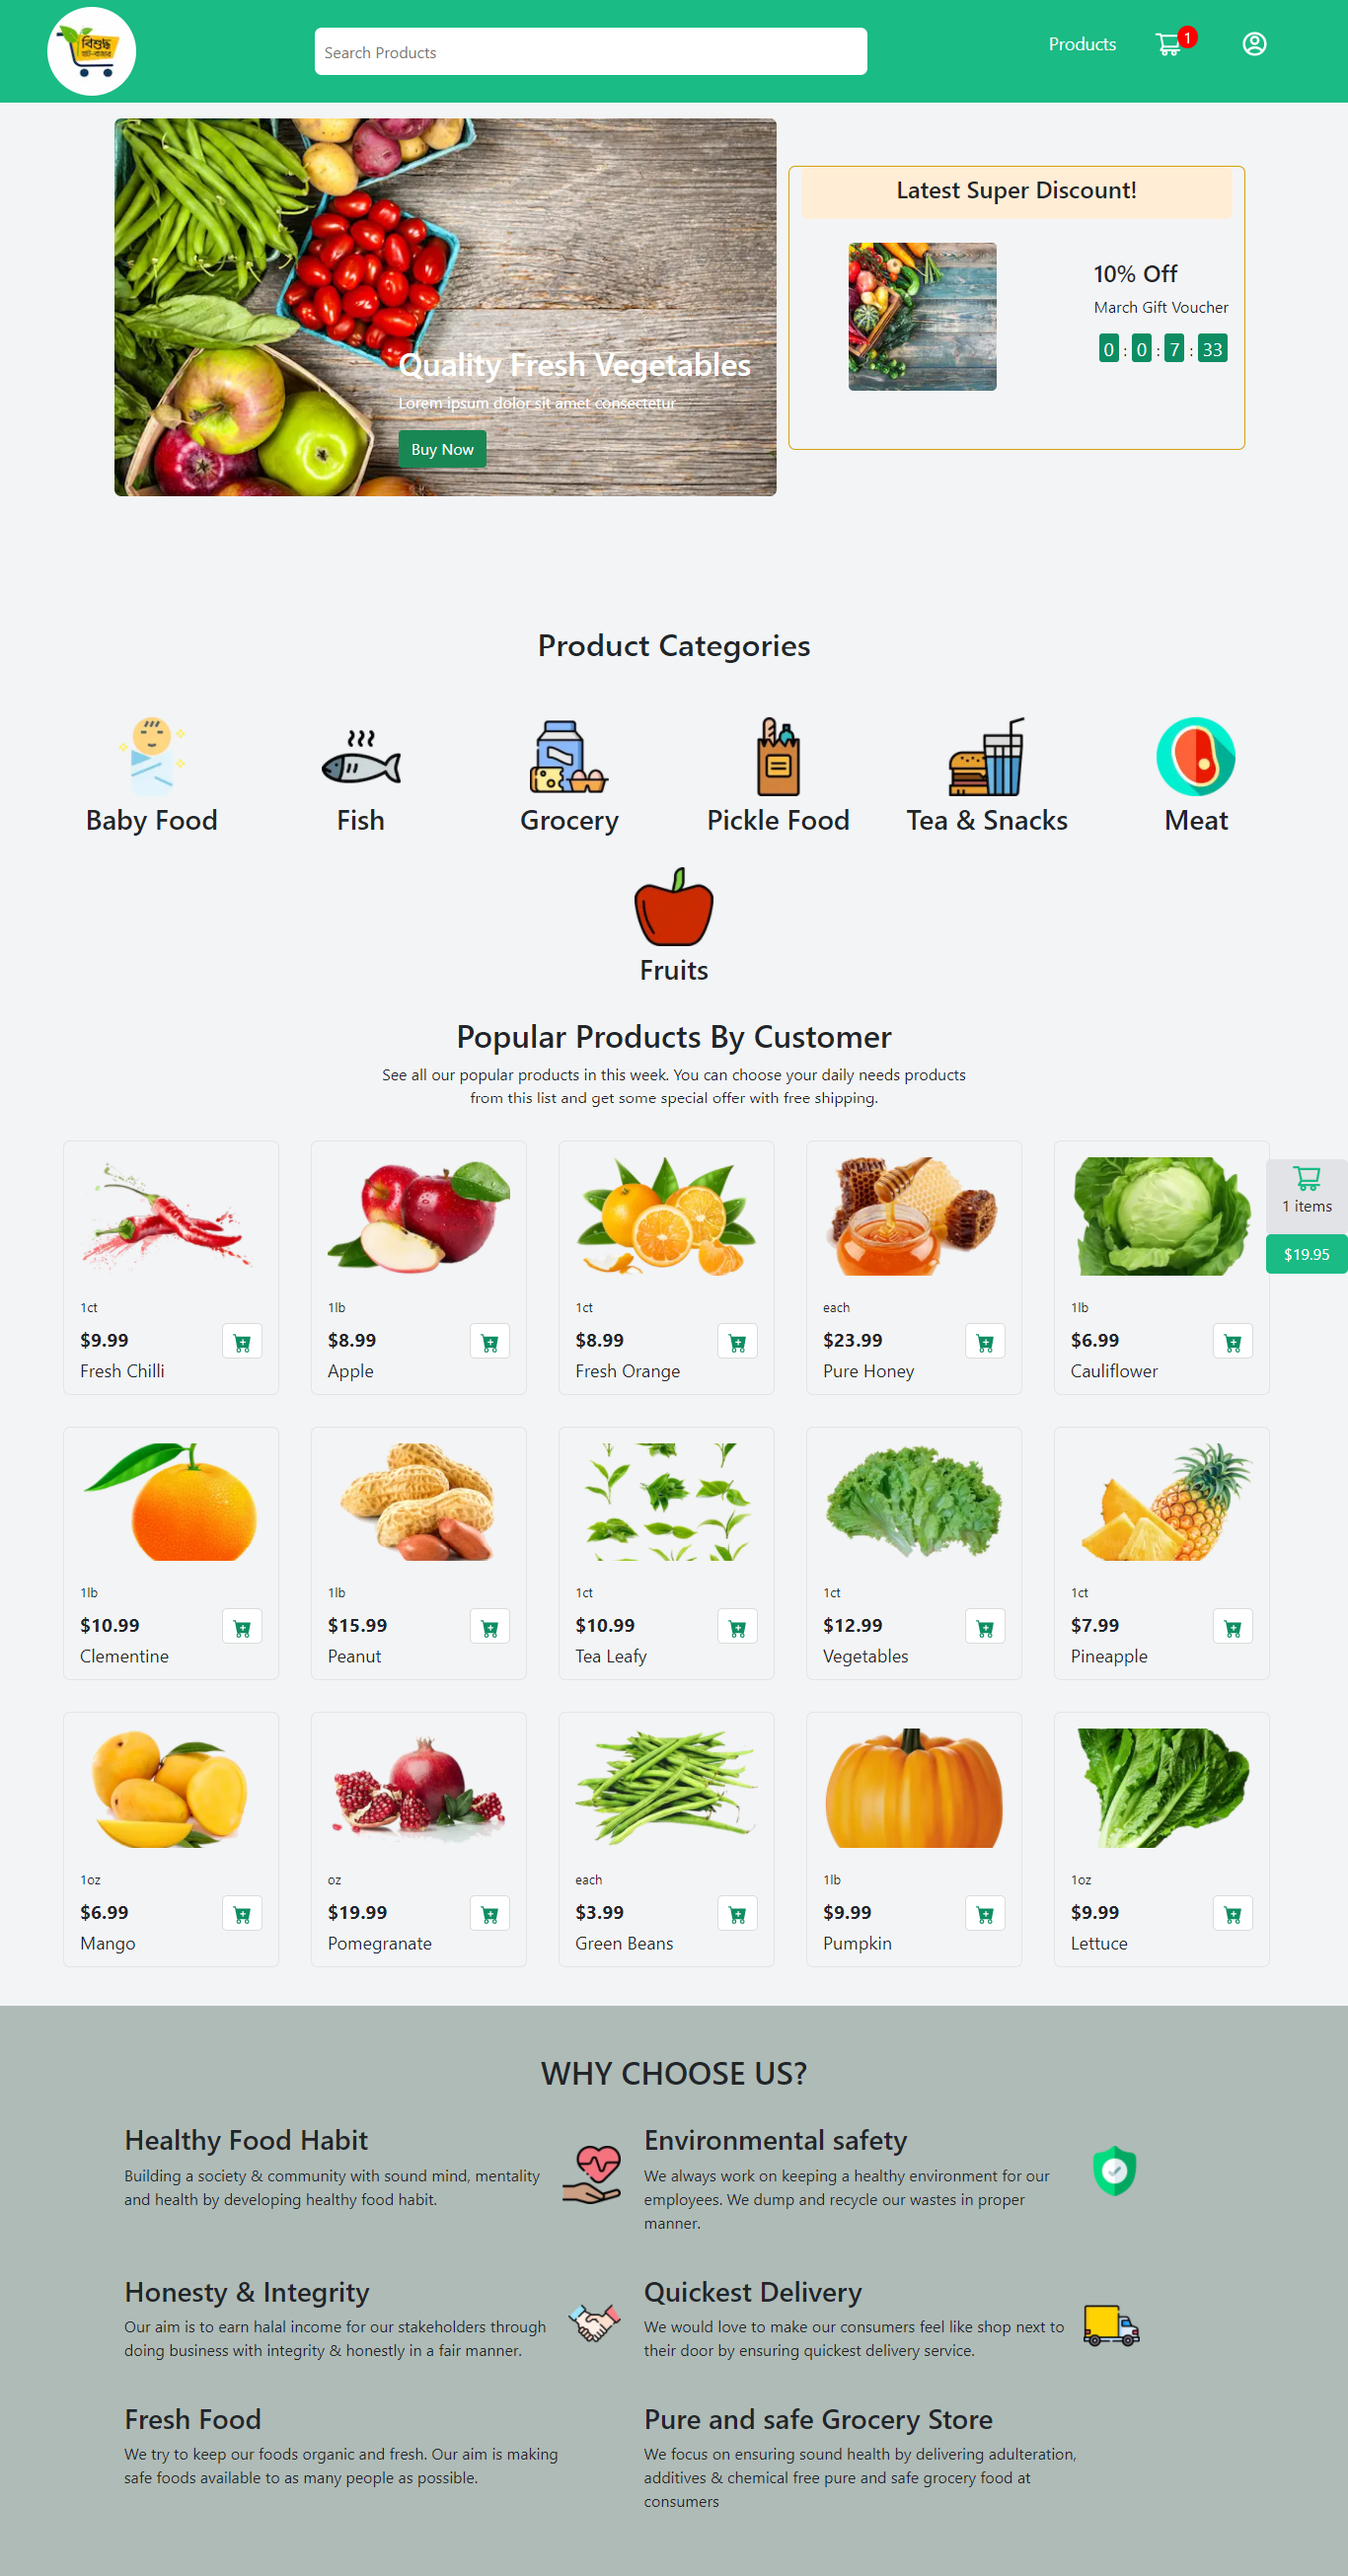 বিশুদ্ধ
হাট-বাজার
Search Products
Products
1
Latest Super Discount!
10% Off
March Gift Voucher
0 : 0 : 7 : 33
Quality Fresh Vegetables
Lorem ipsum dolor sit amet consectetur
Buy Now
Product Categories
Baby Food
Fish
Grocery
Pickle Food
Tea & Snacks
Meat
Fruits
Popular Products By Customer
See all our popular products in this week. You can choose your daily needs products
from this list and get some special offer with free shipping.
1 items
$19.95
1ct
$9.99
Fresh Chilli
1lb
$8.99
Apple
1ct
$8.99
Fresh Orange
each
$23.99
Pure Honey
1lb
$6.99
Cauliflower
1lb
$10.99
Clementine
1lb
$15.99
Peanut
1ct
$10.99
Tea Leafy
1ct
$12.99
Vegetables
1ct
$7.99
Pineapple
1oz
$6.99
Mango
oz
$19.99
Pomegranate
each
$3.99
Green Beans
1lb
$9.99
Pumpkin
1oz
$9.99
Lettuce
WHY CHOOSE US?
Healthy Food Habit
Building a society & community with sound mind, mentality
and health by developing healthy food habit.
Environmental safety
We always work on keeping a healthy environment for our
employees. We dump and recycle our wastes in proper
manner.
Honesty & Integrity
Our aim is to earn halal income for our stakeholders through
doing business with integrity & honestly in a fair manner.
Quickest Delivery
We would love to make our consumers feel like shop next to
their door by ensuring quickest delivery service.
Fresh Food
We try to keep our foods organic and fresh. Our aim is making
safe foods available to as many people as possible.
Pure and safe Grocery Store
We focus on ensuring sound health by delivering adulteration,
additives & chemical free pure and safe grocery food at
consumers